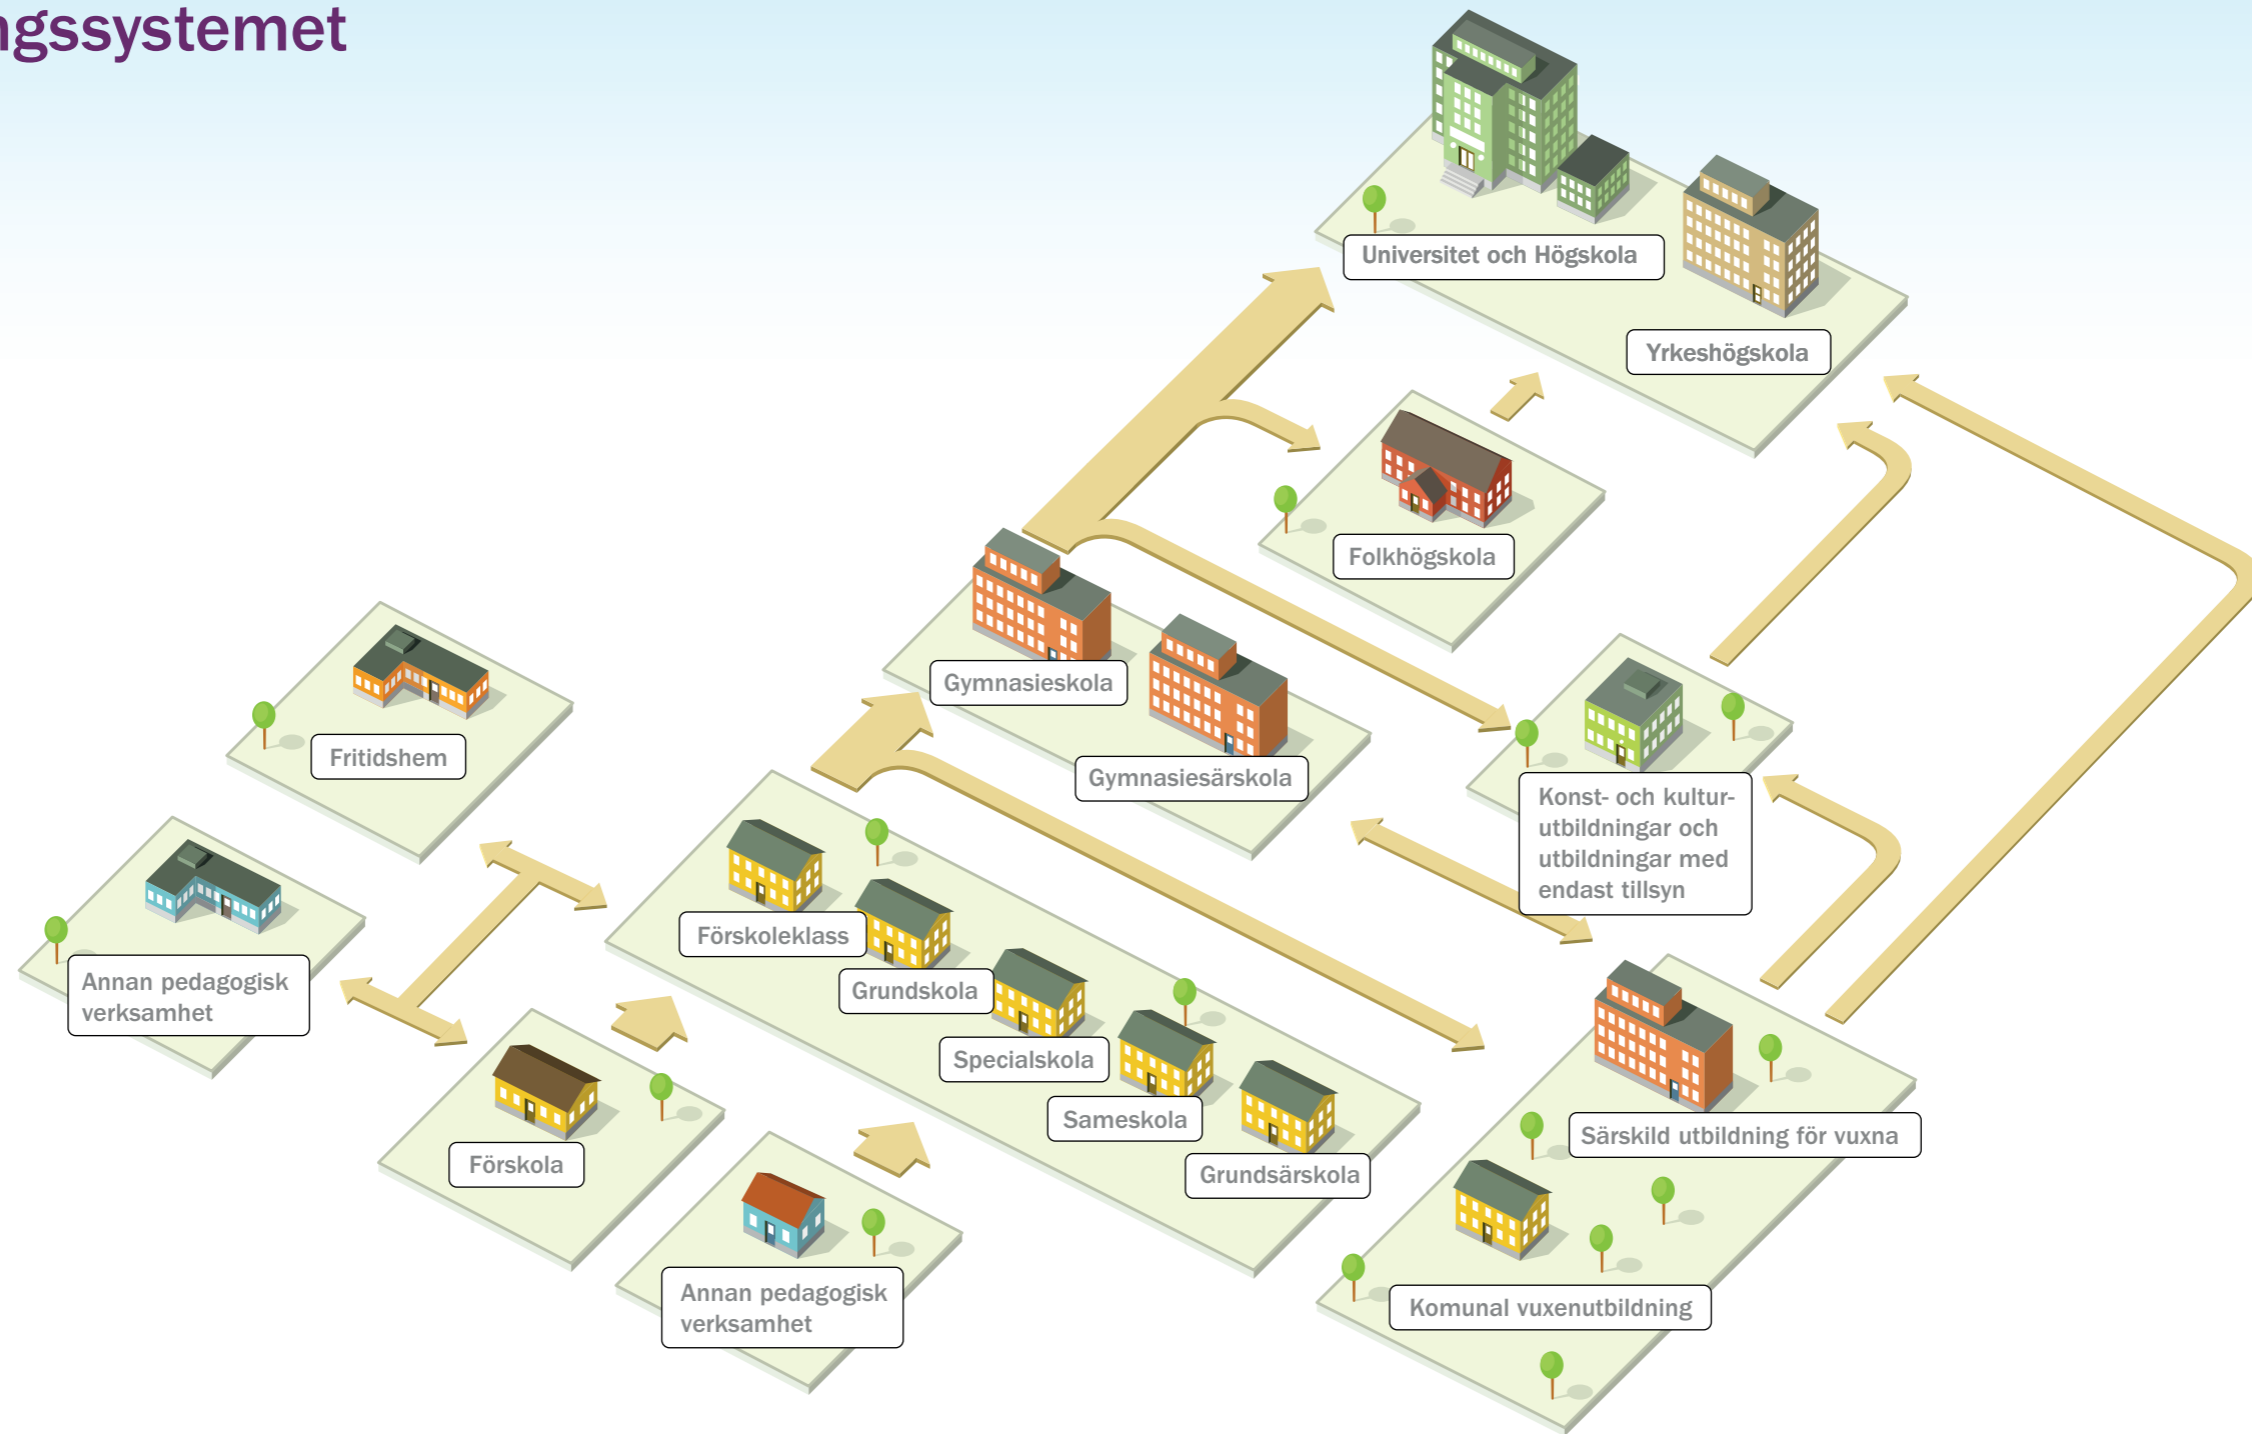 ngssystemet
Universitet och Högskola
Yrkeshögskola
Folkhögskola
Gymnasieskola
Gymnasiesärskola
Fritidshem
Konst- och kultur-
utbildningar och
utbildningar med
endast tillsyn
Förskoleklass
Grundskola
Specialskola
Sameskola
Grundsärskola
Annan pedagogisk
verksamhet
Förskola
Annan pedagogisk
verksamhet
Särskild utbildning för vuxna
Komunal vuxenutbildning